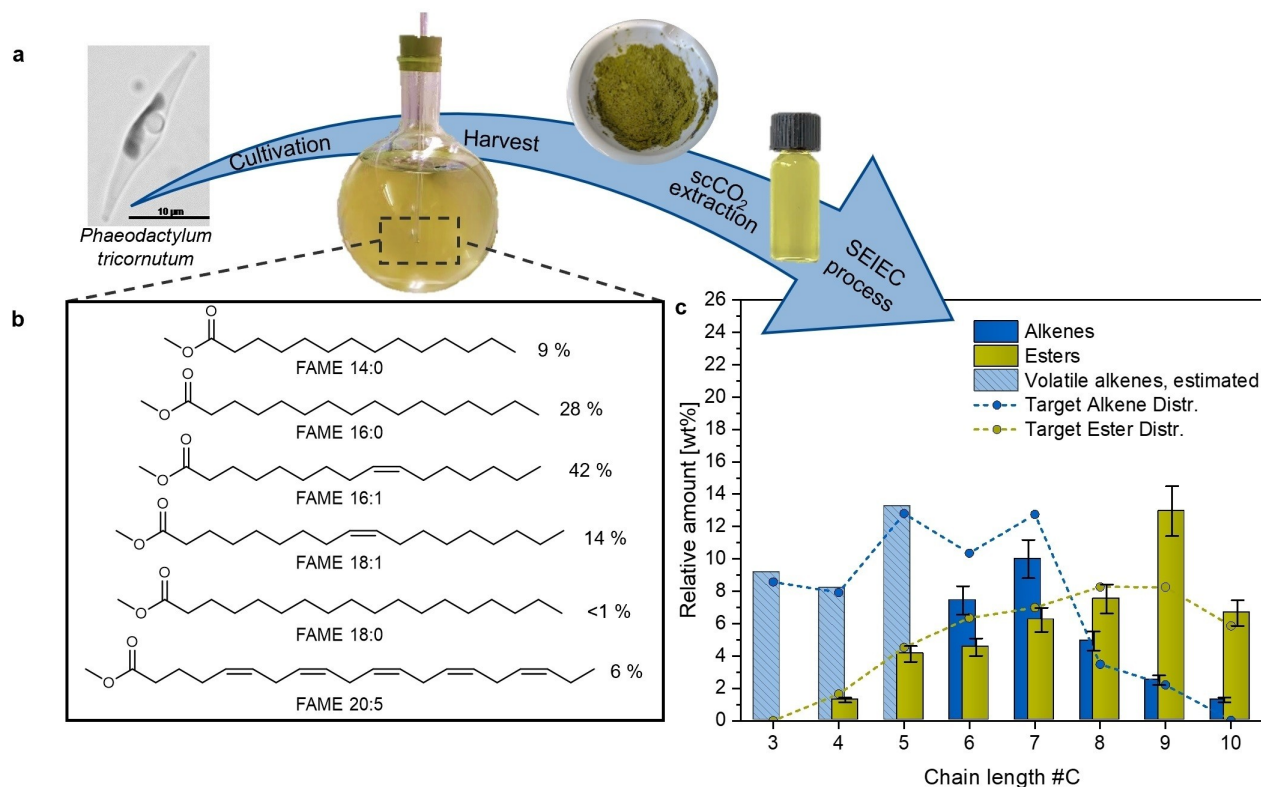 a
Cultivation
Harvest
scCO₂
extraction
SEIEC
process
10 µm
Phaeodactylum
tricornutum
b
O
O
FAME 14:0
9 %
O
O
FAME 16:0
28 %
O
O
FAME 16:1
42 %
O
O
FAME 18:1
14 %
O
O
FAME 18:0
<1 %
O
O
FAME 20:5
6 %
c
Alkenes
Esters
Volatile alkenes, estimated
Target Alkene Distr.
Target Ester Distr.
Relative amount [wt%]
26
24
22
20
18
16
14
12
10
8
6
4
2
0
3 4 5 6 7 8 9 10
Chain length #C